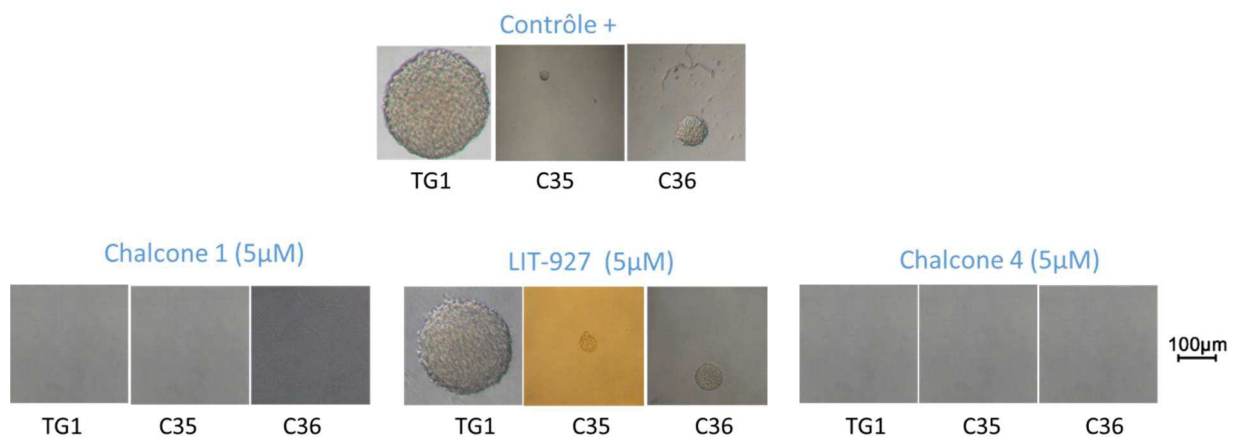 Contrôle +
TG1 C35 C36
Chalcone 1 (5µM) LIT-927 (5µM) Chalcone 4 (5µM)
100µm
TG1 C35 C36 TG1 C35 C36 TG1 C35 C36